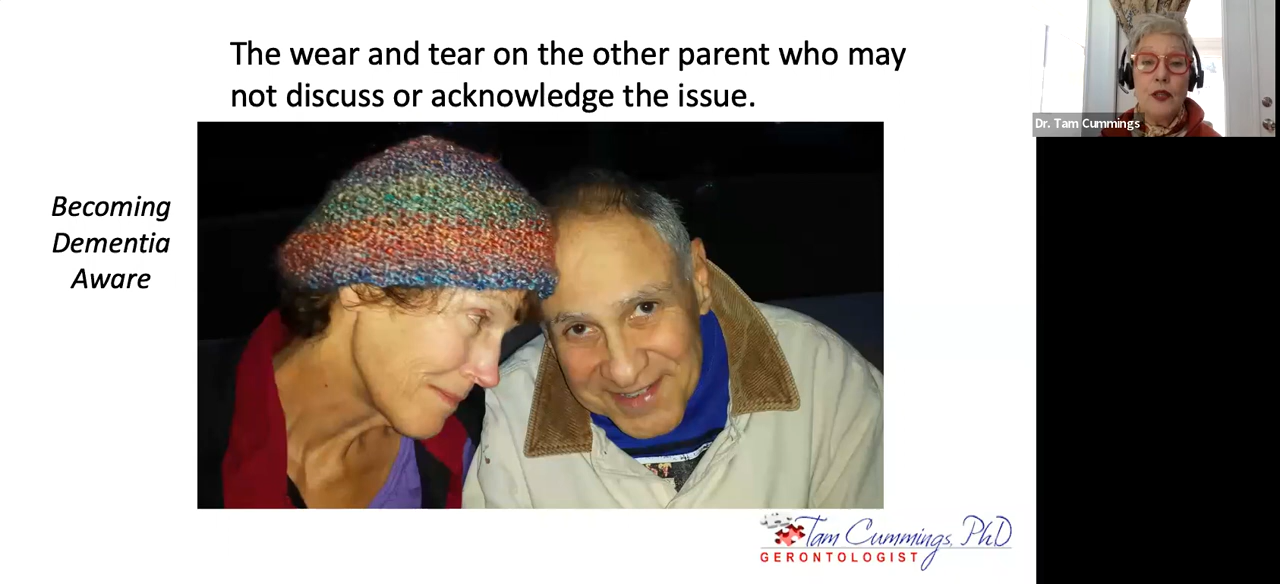 The wear and tear on the other parent who may
not discuss or acknowledge the issue.
Dr. Tam Cummings
Becoming
Dementia
Aware
Tam Cummings, PhD
GERONTOLOGIST